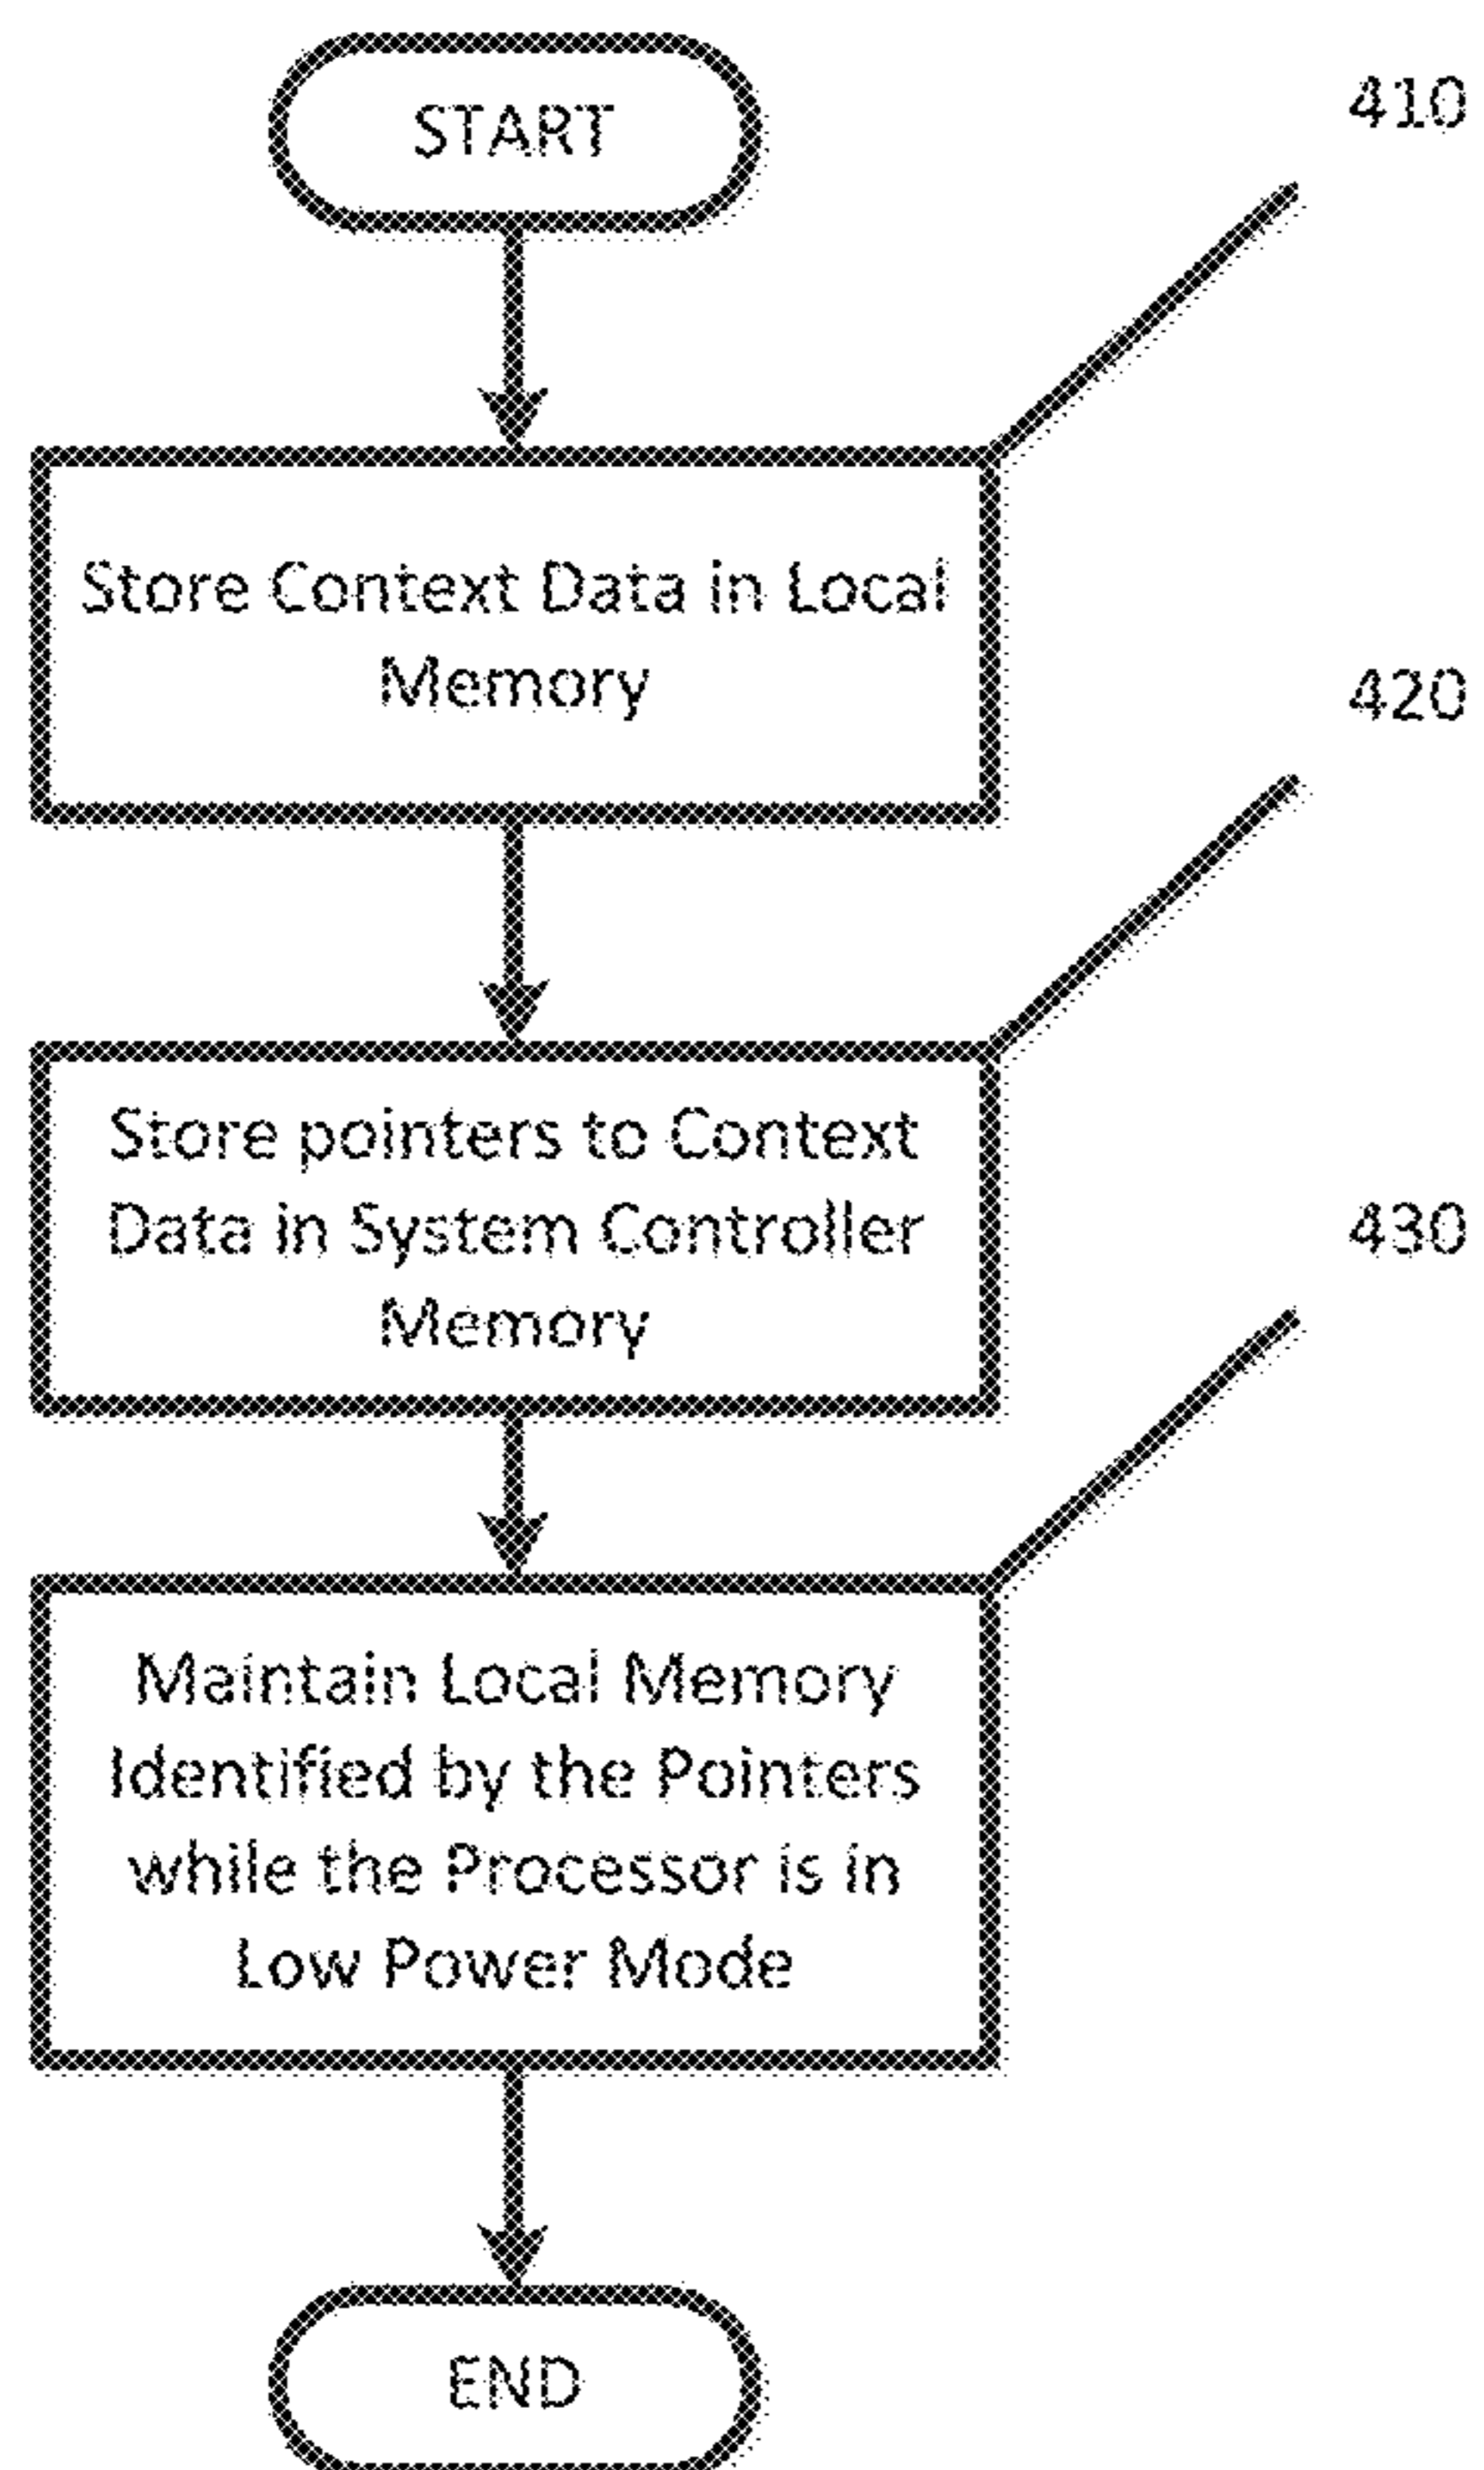 START
410
Store Context Data in Local
Memory
420
Store pointers to Context
Data in System Controller
Memory
430
Maintain Local Memory
Identified by the Pointers
while the Processor is in
Low Power Mode
END